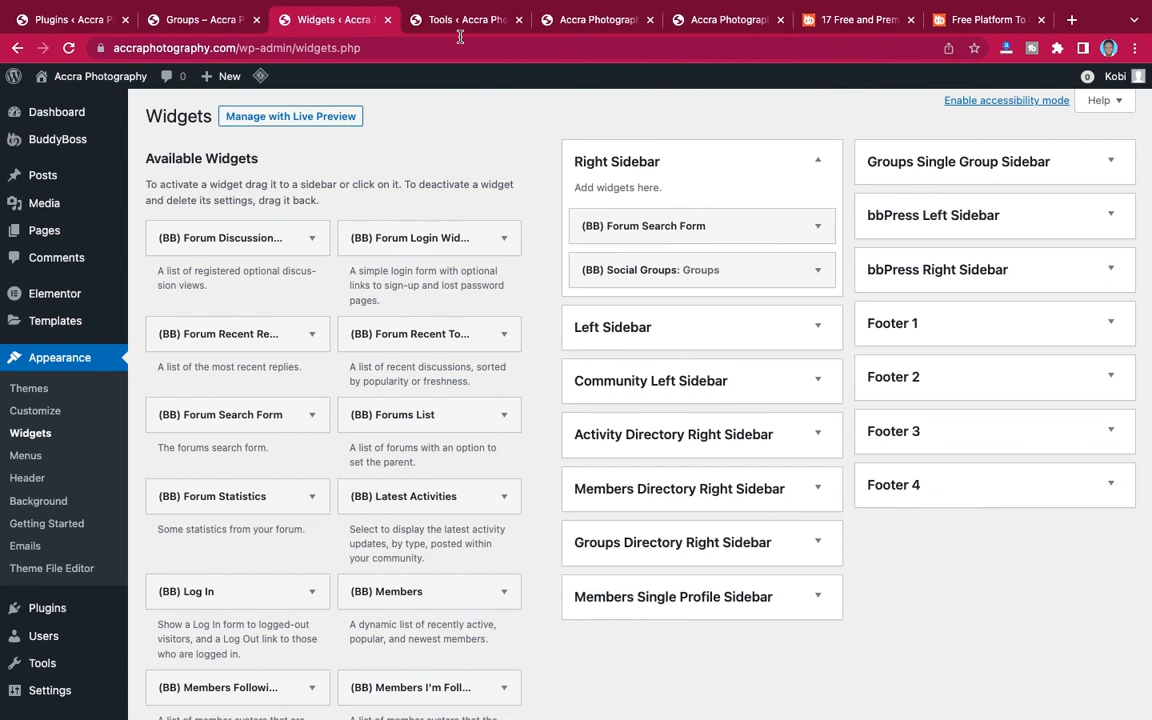 Plugins ‹ Accra P
Groups – Accra P
Widgets ‹ Accra
Tools ‹ Accra Pho
Accra Photograp
Accra Photograp
17 Free and Prem
Free Platform To
accraphotography.com/wp-admin/widgets.php
Accra Photography
0
New
0
Kobi
Dashboard
BuddyBoss
Posts
Media
Pages
Comments
Elementor
Templates
Appearance
Themes
Customize
Widgets
Menus
Header
Background
Getting Started
Emails
Theme File Editor
Plugins
Users
Tools
Settings
Enable accessibility mode
Help
Widgets
Manage with Live Preview
Available Widgets
To activate a widget drag it to a sidebar or click on it. To deactivate a widget
and delete its settings, drag it back.
(BB) Forum Discussion...
A list of registered optional discus-
sion views.
(BB) Forum Login Wid...
A simple login form with optional
links to sign-up and lost password
pages.
(BB) Forum Recent Re...
A list of the most recent replies.
(BB) Forum Recent To...
A list of recent discussions, sorted
by popularity or freshness.
(BB) Forum Search Form
The forums search form.
(BB) Forums List
A list of forums with an option to
set the parent.
(BB) Forum Statistics
Some statistics from your forum.
(BB) Latest Activities
Select to display the latest activity
updates, by type, posted within
your community.
(BB) Log In
Show a Log In form to logged-out
visitors, and a Log Out link to those
who are logged in.
(BB) Members
A dynamic list of recently active,
popular, and newest members.
(BB) Members Followi...
(BB) Members I'm Foll...
Right Sidebar
Add widgets here.
(BB) Forum Search Form
(BB) Social Groups: Groups
Left Sidebar
Community Left Sidebar
Activity Directory Right Sidebar
Members Directory Right Sidebar
Groups Directory Right Sidebar
Members Single Profile Sidebar
Groups Single Group Sidebar
bbPress Left Sidebar
bbPress Right Sidebar
Footer 1
Footer 2
Footer 3
Footer 4